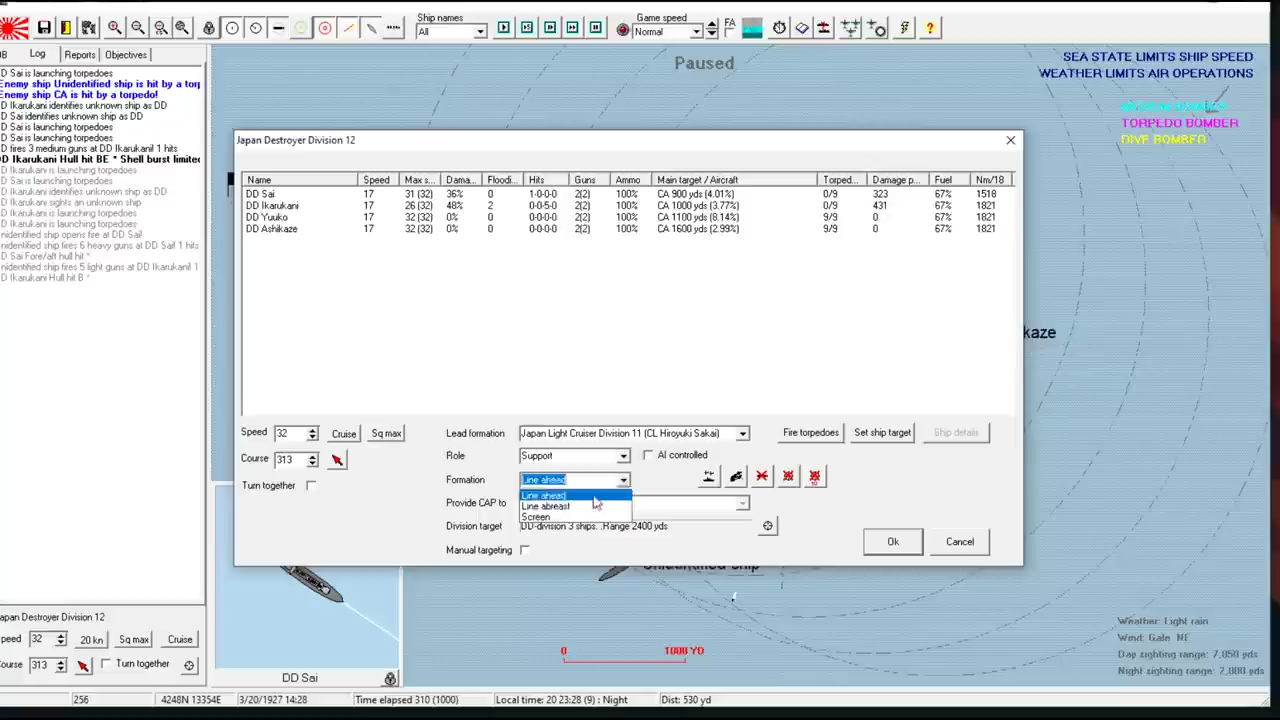 Ship names
All
Game speed
Normal
FA
Log
Reports
Objectives
D Sai is launching torpedoes
Enemy ship Unidentified ship is hit by a torp
Enemy ship CA is hit by a torpedo!
D Ikarukani identifies unknown ship as DD
D Sai identifies unknown ship as DD
D Sai is launching torpedoes
D Sai is launching torpedoes
D fires 3 medium guns at DD Ikarukani! 1 hits
DD Ikarukani Hull hit BE * Shell burst limited
D Ikarukani is launching torpedoes
D Sai is launching torpedoes
D Ikarukani identifies unknown ship as DD
D Ikarukani sights an unknown ship
D Ikarukani is launching torpedoes
D Ikarukani is launching torpedoes
nidentified ship opens fire at DD Sai!
nidentified ship fires 6 heavy guns at DD Sai! 1 hits
D Sai Fore/aft hull hit *
nidentified ship fires 5 light guns at DD Ikarukani! 1
D Ikarukani Hull hit B *
Paused
SEA STATE LIMITS SHIP SPEED
WEATHER LIMITS AIR OPERATIONS
TORPEDO BOMBER
DIVE BOMBER
Japan Destroyer Division 12
Name Speed Max s... Dama... Floodi... Hits Guns Ammo Main target / Aircraft Torped... Damage p... Fuel Nm/18
DD Sai 17 31 (32) 36% 0 1-0-0-0 2(2) 100% CA 900 yds (4.01%) 0/9 323 67% 1518
DD Ikarukani 17 26 (32) 48% 2 0-0-5-0 2(2) 100% CA 1000 yds (3.77%) 0/9 431 67% 1821
DD Yuuko 17 32 (32) 0% 0 0-0-0-0 2(2) 100% CA 1100 yds (8.14%) 9/9 0 67% 1821
DD Ashikaze 17 32 (32) 0% 0 0-0-0-0 2(2) 100% CA 1600 yds (2.99%) 9/9 0 67% 1821
Speed 32 Cruise Sq max
Course 313
Turn together
Lead formation Japan Light Cruiser Division 11 (CL Hiroyuki Sakai)
Fire torpedoes Set ship target Ship details
Role Support AI controlled
Formation Line ahead
Line ahead
Line abreast
Screen
Provide CAP to
Division target DD-division 3 ships. Range 2400 yds
Manual targeting
Ok Cancel
kaze
Unidentified ship
apan Destroyer Division 12
peed 32 20 kn Sq max Cruise
ourse 313 Turn together
DD Sai
0 1000 YD
Weather: Light rain
Wind: Gale NE
Day sighting range: 7,850 yards
Night sighting range: 2,000 yards
256 4248N 13354E 3/20/1927 14:28 Time elapsed 310 (1000) Local time: 20 23:28 (9) : Night Dist: 530 yd